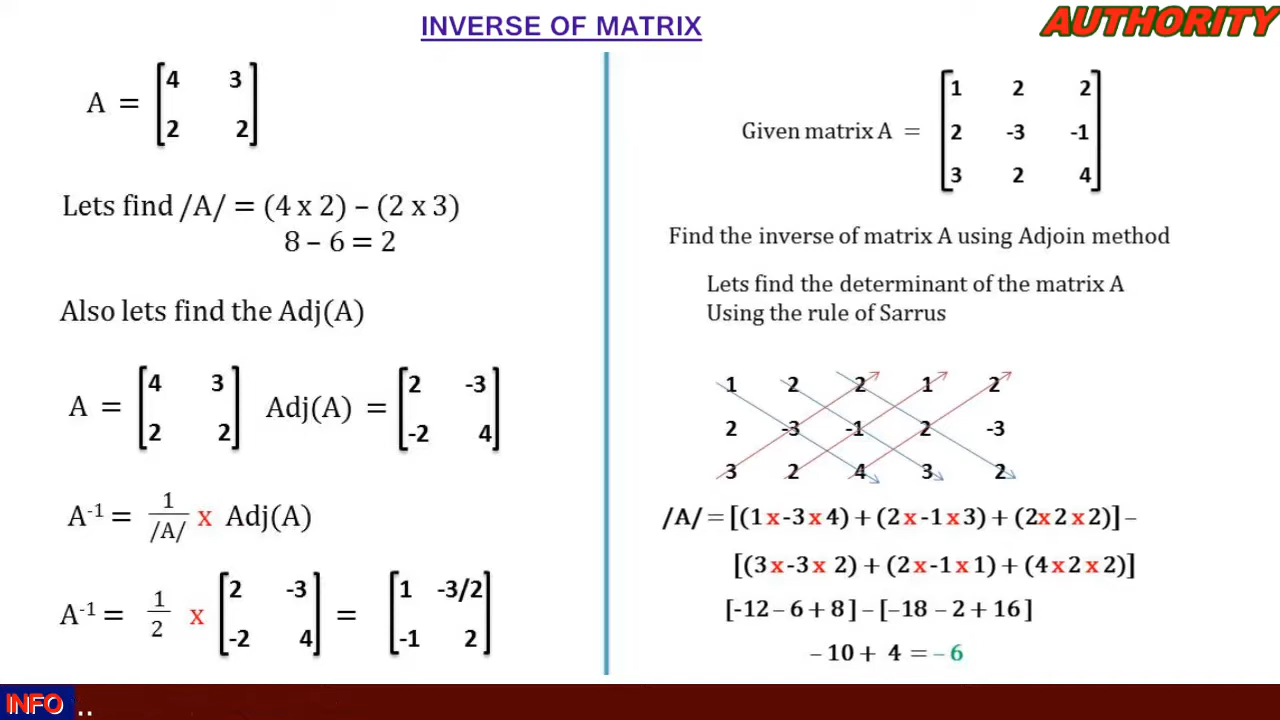 INVERSE OF MATRIX
AUTHORITY
A = [4 3
2 2]
Lets find /A/ = (4 x 2) – (2 x 3)
8 – 6 = 2
Also lets find the Adj(A)
A = [4 3
2 2]
Adj(A) = [2 -3
-2 4]
A-1 = 1
/A/
x Adj(A)
A-1 = 1
2
x [2 -3
-2 4]
= [1 -3/2
-1 2]
Given matrix A = [1 2 2
2 -3 -1
3 2 4]
Find the inverse of matrix A using Adjoin method
Lets find the determinant of the matrix A
Using the rule of Sarrus
1 2 2 1 2
2 -3 -1 2 -3
3 2 4 3 2
/A/ = [(1 x -3 x 4) + (2 x -1 x 3) + (2x 2 x 2)] –
[(3 x -3 x 2) + (2 x -1 x 1) + (4 x 2 x 2)]
[-12 – 6 + 8] – [–18 – 2 + 16]
– 10 + 4 = – 6
INFO ..